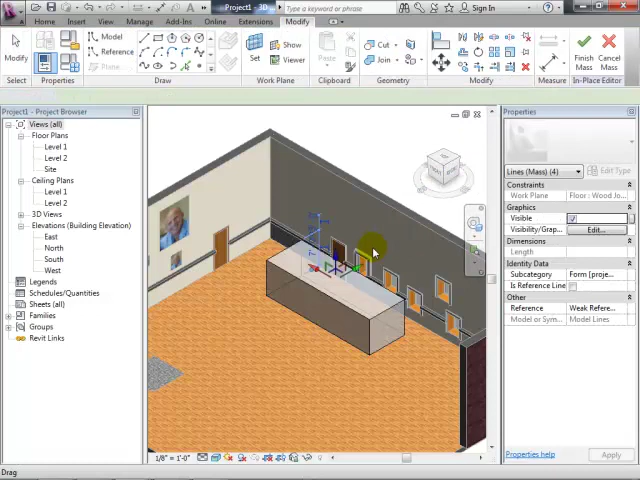 Project1 - 3D
Type a keyword or phrase
Sign In
Home
Insert
Annotate
Structure
Massing & Site
Collaborate
View
Manage
Add-Ins
Online
Extensions
Modify
Modify
Model
Reference
Plane
Set
Show
Viewer
Paste
Cut
Join
Finish
Mass
Cancel
Mass
Select
Properties
Draw
Work Plane
Clipboard
Geometry
Modify
Measure
In-Place Editor
Project1 - Project Browser
Views (all)
Floor Plans
Level 1
Level 2
Site
Ceiling Plans
Level 1
Level 2
3D Views
Elevations (Building Elevation)
East
North
South
West
Legends
Schedules/Quantities
Sheets (all)
Families
Groups
Revit Links
1/8" = 1'-0"
Properties
Lines (Mass) (4)
Edit Type
Constraints
Work Plane
Floor : Wood Jo...
Graphics
Visible
Visibility/Grap...
Edit...
Dimensions
Length
Identity Data
Subcategory
Form [proje...
Is Reference Line
Other
Reference
Weak Refere...
Model or Sym...
Model Lines
Properties help
Apply
Drag